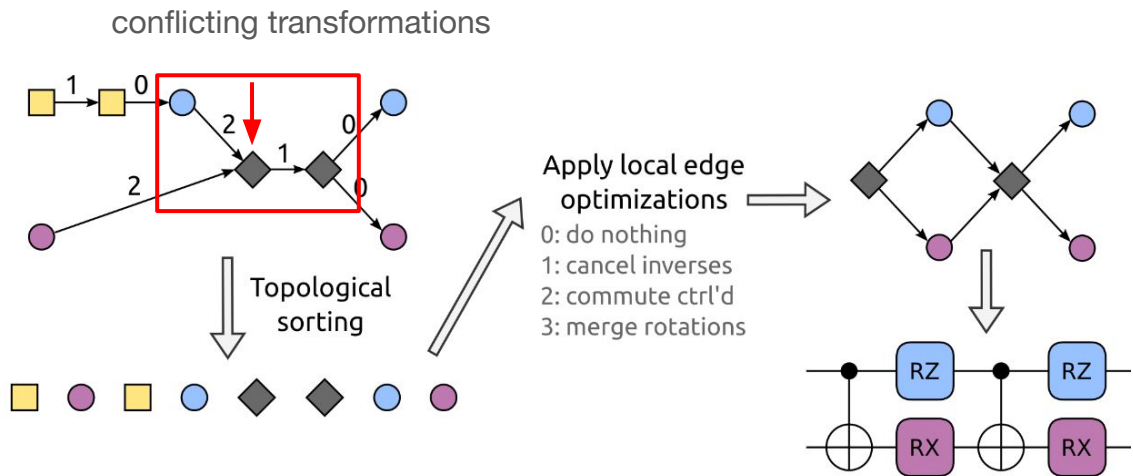 conflicting transformations
1
0
2
1
0
2
0
Topological
sorting
Apply local edge
optimizations
0: do nothing
1: cancel inverses
2: commute ctrl'd
3: merge rotations
RZ
RZ
RX
RX